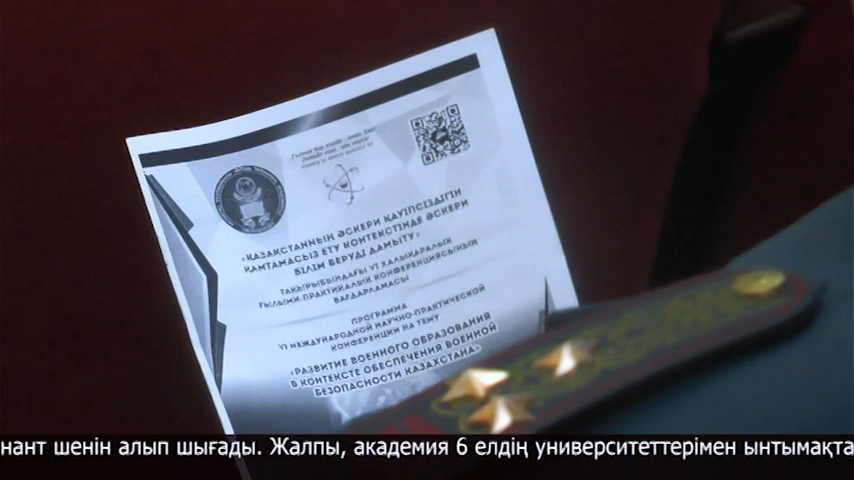 «ҚАЗАҚСТАННЫҢ ӘСКЕРИ ҚАУІПСІЗДІГІН
ҚАМТАМАСЫЗ ЕТУ КОНТЕКСТІНДЕ ӘСКЕРИ
БІЛІМ БЕРУДІ ДАМЫТУ»
ТАҚЫРЫБЫНДАҒЫ VI ХАЛЫҚАРАЛЫҚ
ҒЫЛЫМИ-ПРАКТИКАЛЫҚ КОНФЕРЕНЦИЯСЫНЫҢ
БАҒДАРЛАМАСЫ
ПРОГРАММА
VI МЕЖДУНАРОДНОЙ НАУЧНО-ПРАКТИЧЕСКОЙ
КОНФЕРЕНЦИИ НА ТЕМУ
«РАЗВИТИЕ ВОЕННОГО ОБРАЗОВАНИЯ
В КОНТЕКСТЕ ОБЕСПЕЧЕНИЯ ВОЕННОЙ
БЕЗОПАСНОСТИ КАЗАХСТАНА»
нант шенін алып шығады. Жалпы, академия 6 елдің университеттерімен ынтымақта